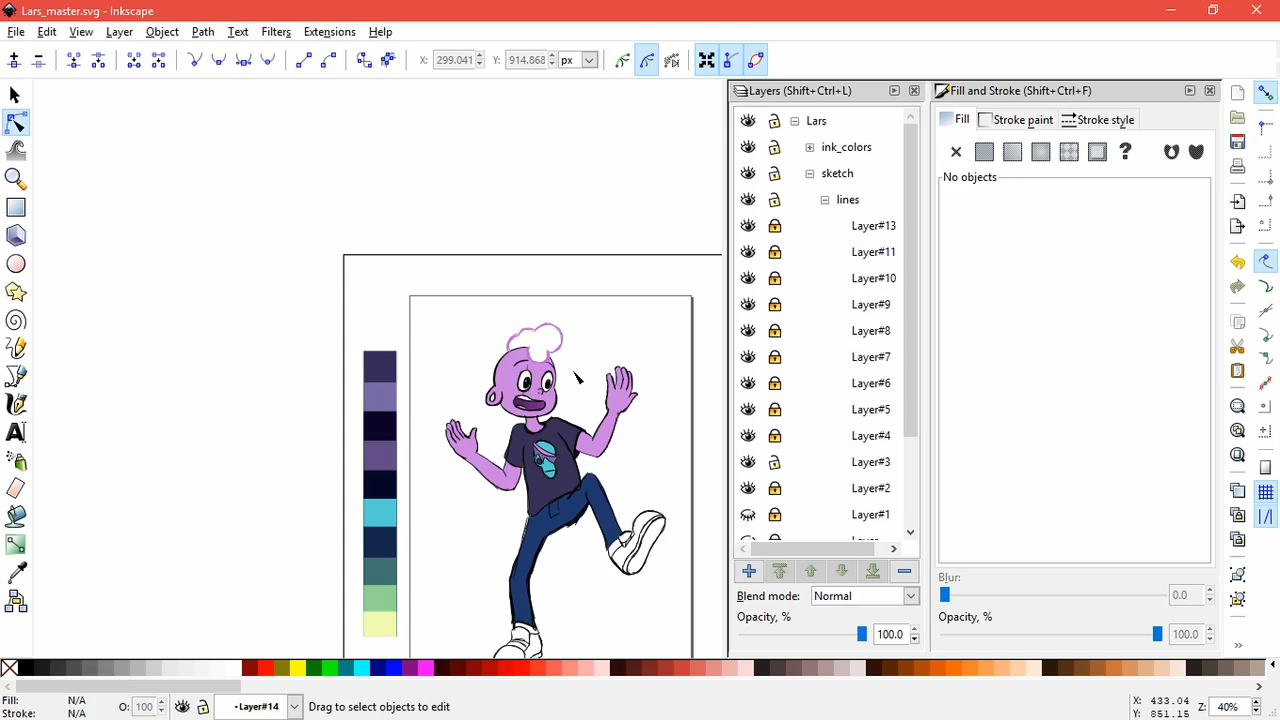 Lars_master.svg - Inkscape
File Edit View Layer Object Path Text Filters Extensions Help
X: 299.041 Y: 914.868 px
Layers (Shift+Ctrl+L)
Fill and Stroke (Shift+Ctrl+F)
Lars
Fill Stroke paint Stroke style
ink_colors
?
sketch
No objects
lines
Layer#13
Layer#11
Layer#10
Layer#9
Layer#8
Layer#7
Layer#6
Layer#5
Layer#4
Layer#3
Layer#2
Layer#1
Blur:
Blend mode: Normal
0.0
Opacity, %
Opacity, %
100.0
100.0
Fill: N/A
Stroke: N/A
O: 100
·Layer#14
Drag to select objects to edit
X: 433.04
Y: 851.15
Z: 40%